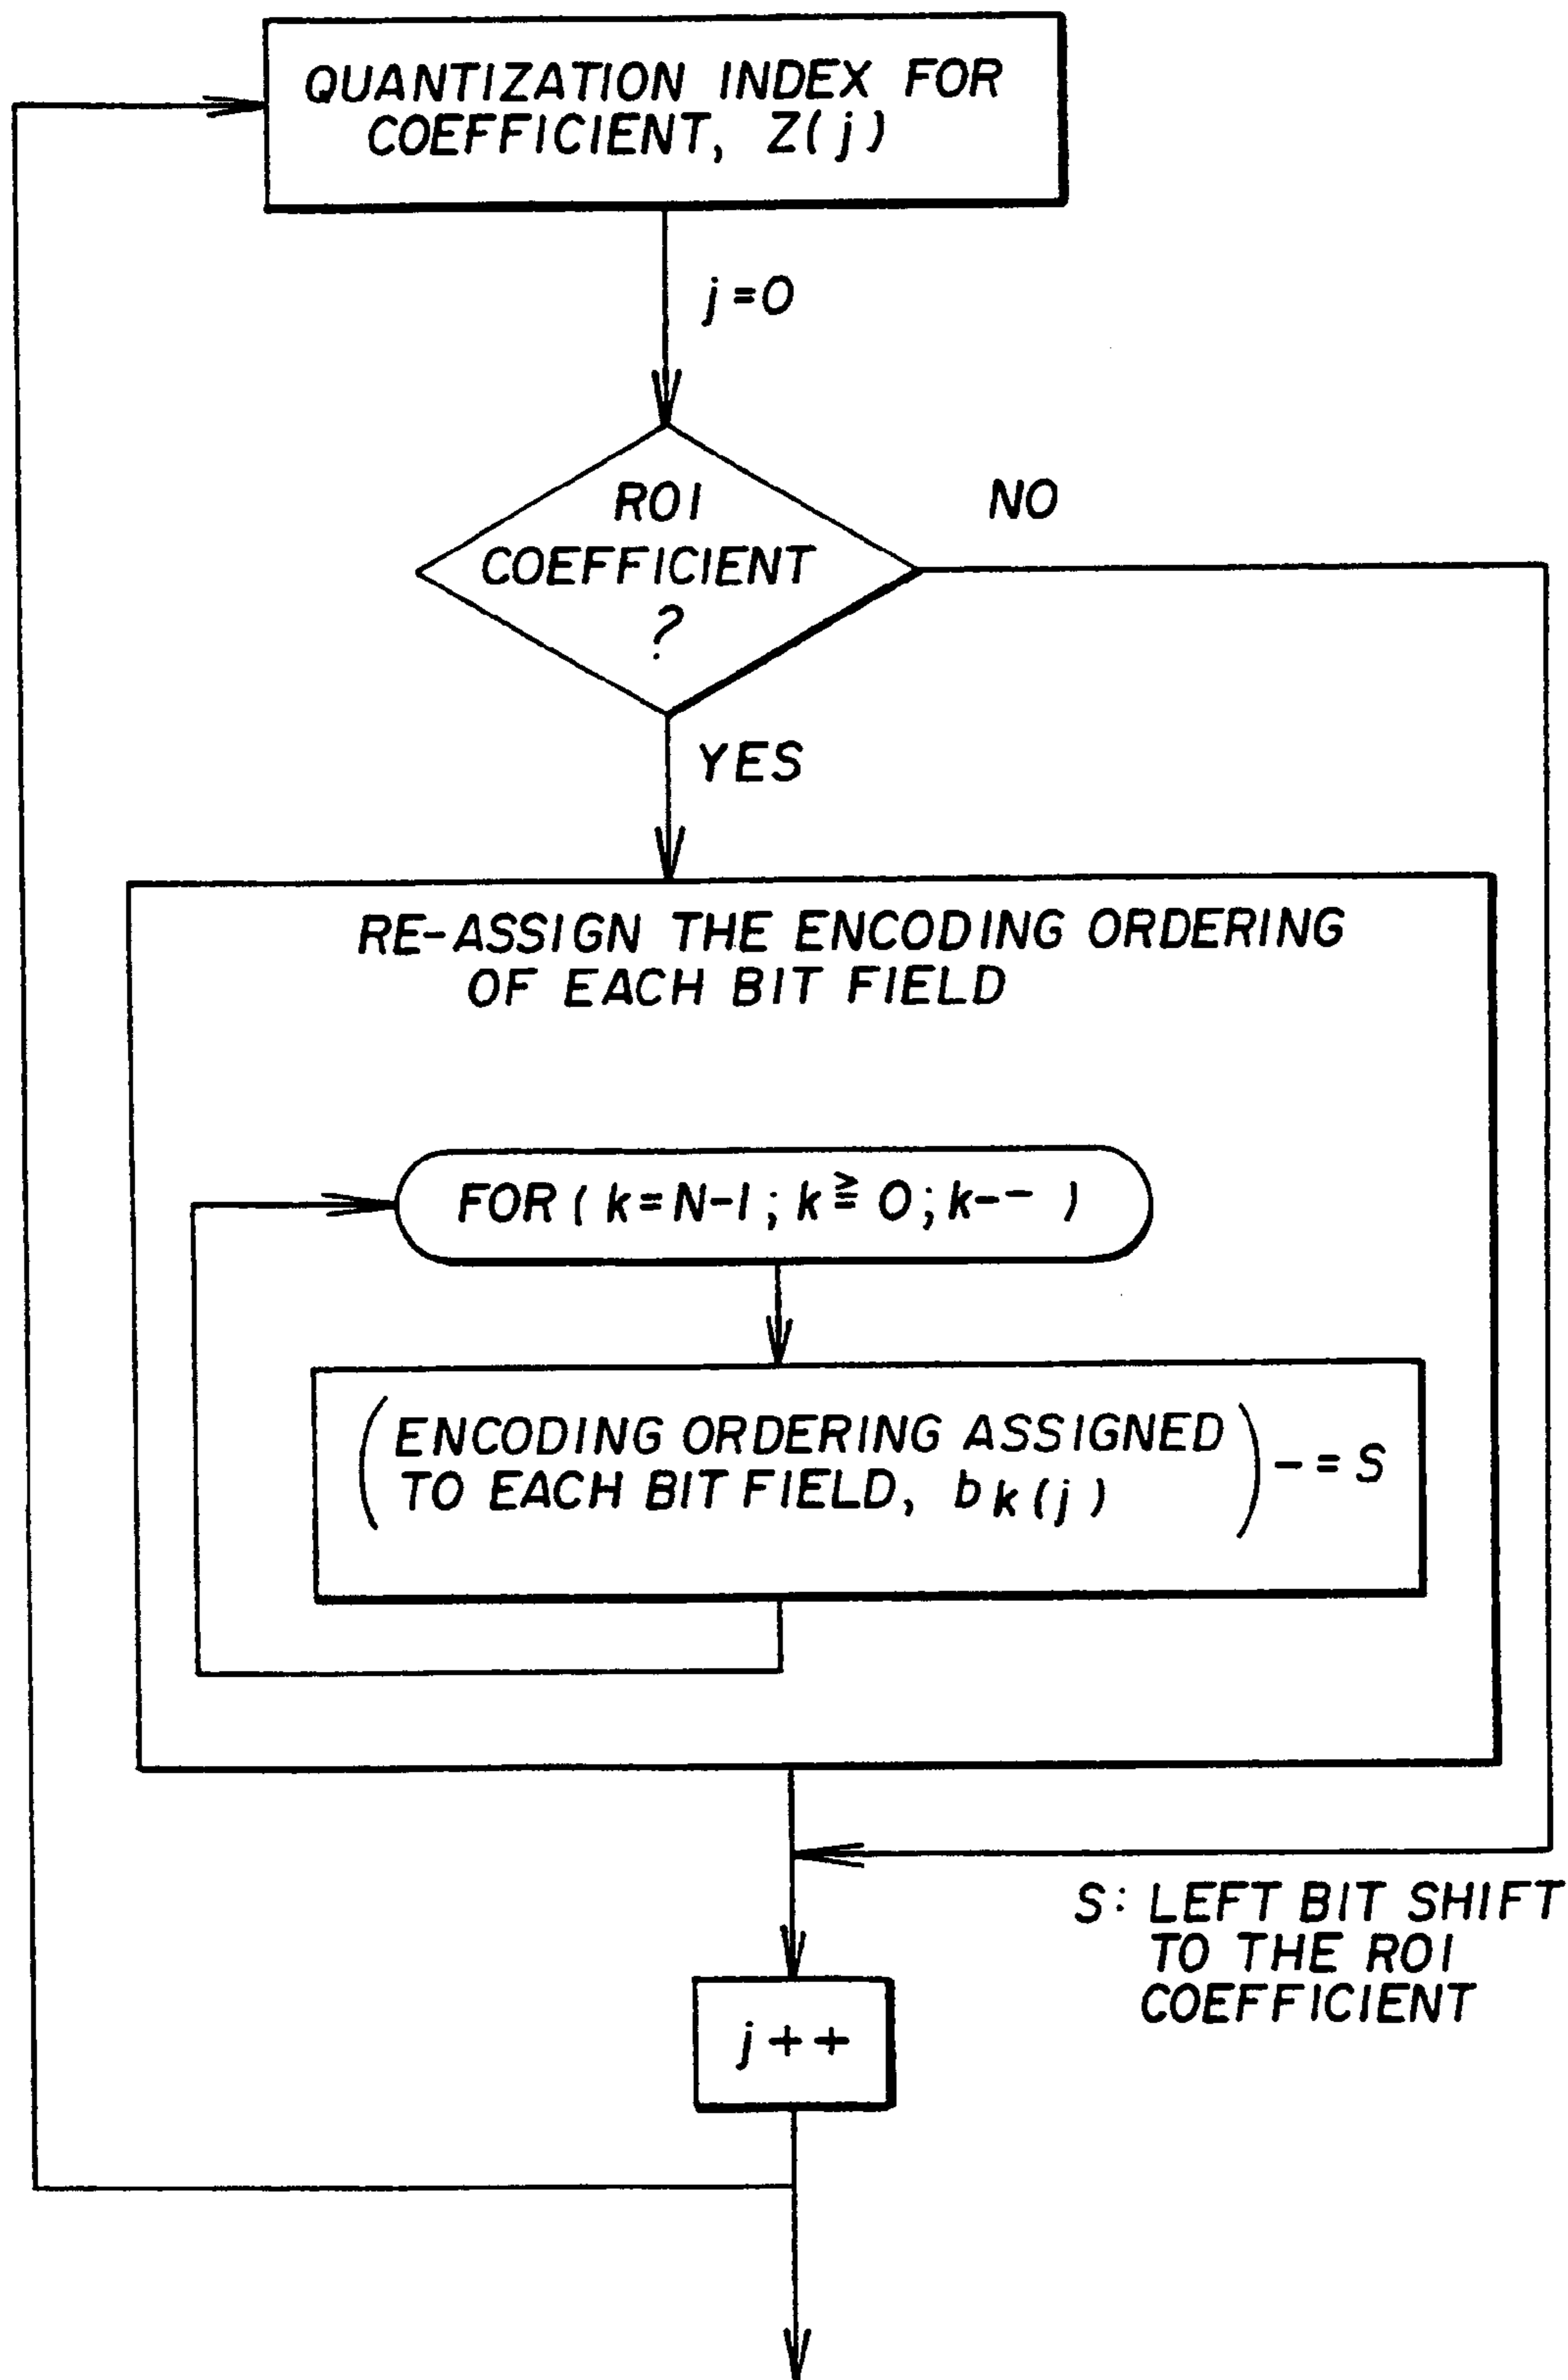 QUANTIZATION INDEX FOR
COEFFICIENT, Z(j)
j=0
ROI
COEFFICIENT
?
NO
YES
RE-ASSIGN THE ENCODING ORDERING
OF EACH BIT FIELD
FOR ( k=N-1 ; k≧0 ; k-- )
(ENCODING ORDERING ASSIGNED
TO EACH BIT FIELD, bk(j)) -=S
S: LEFT BIT SHIFT
TO THE ROI
COEFFICIENT
j++